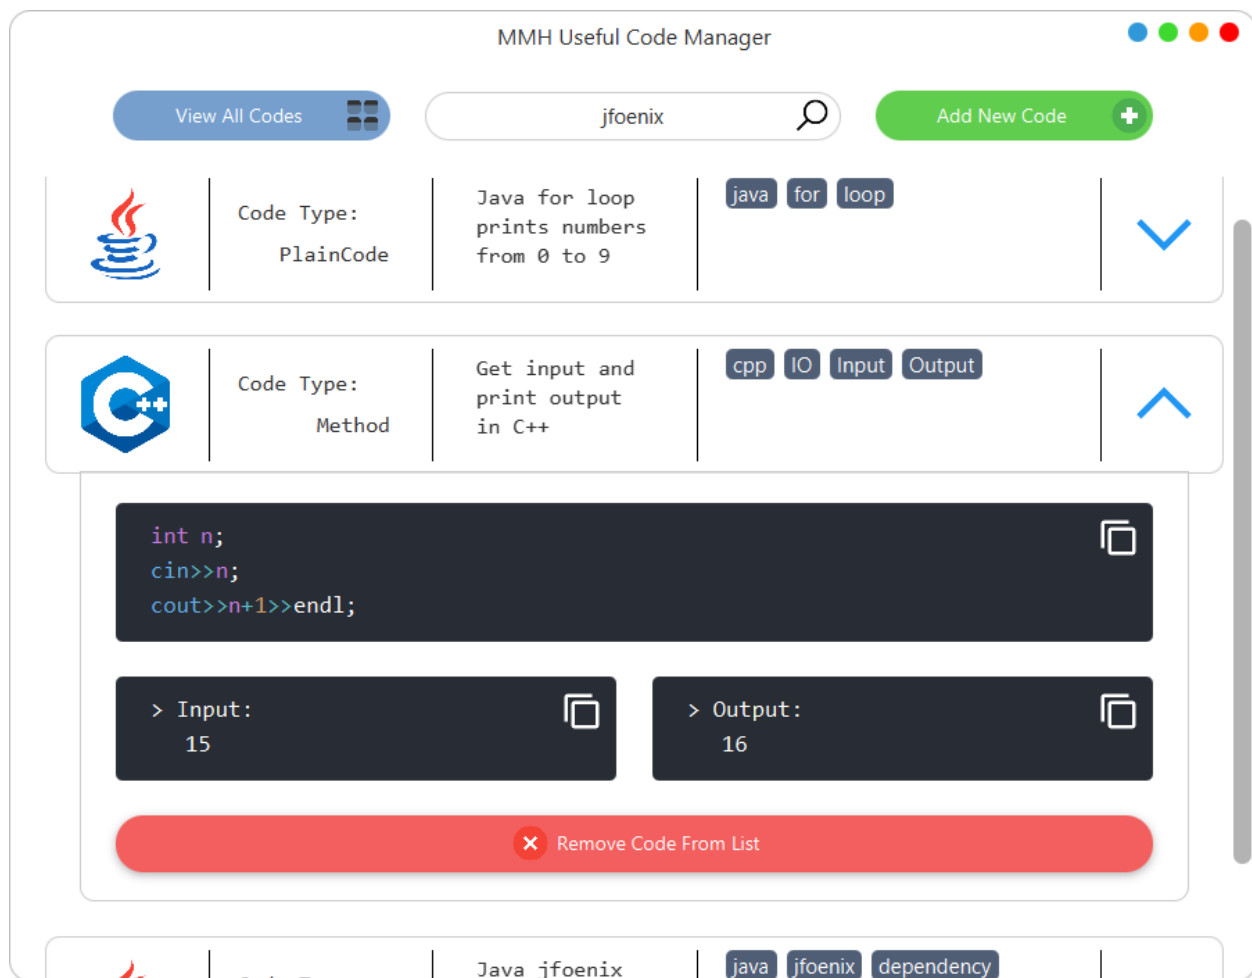 MMH Useful Code Manager
View All Codes
jfoenix
Add New Code
Code Type:
PlainCode
Java for loop
prints numbers
from 0 to 9
java for loop
C++
Code Type:
Method
Get input and
print output
in C++
cpp IO Input Output
int n;
cin>>n;
cout>>n+1>>endl;
> Input:
15
> Output:
16
Remove Code From List
Java jfoenix
java jfoenix dependency